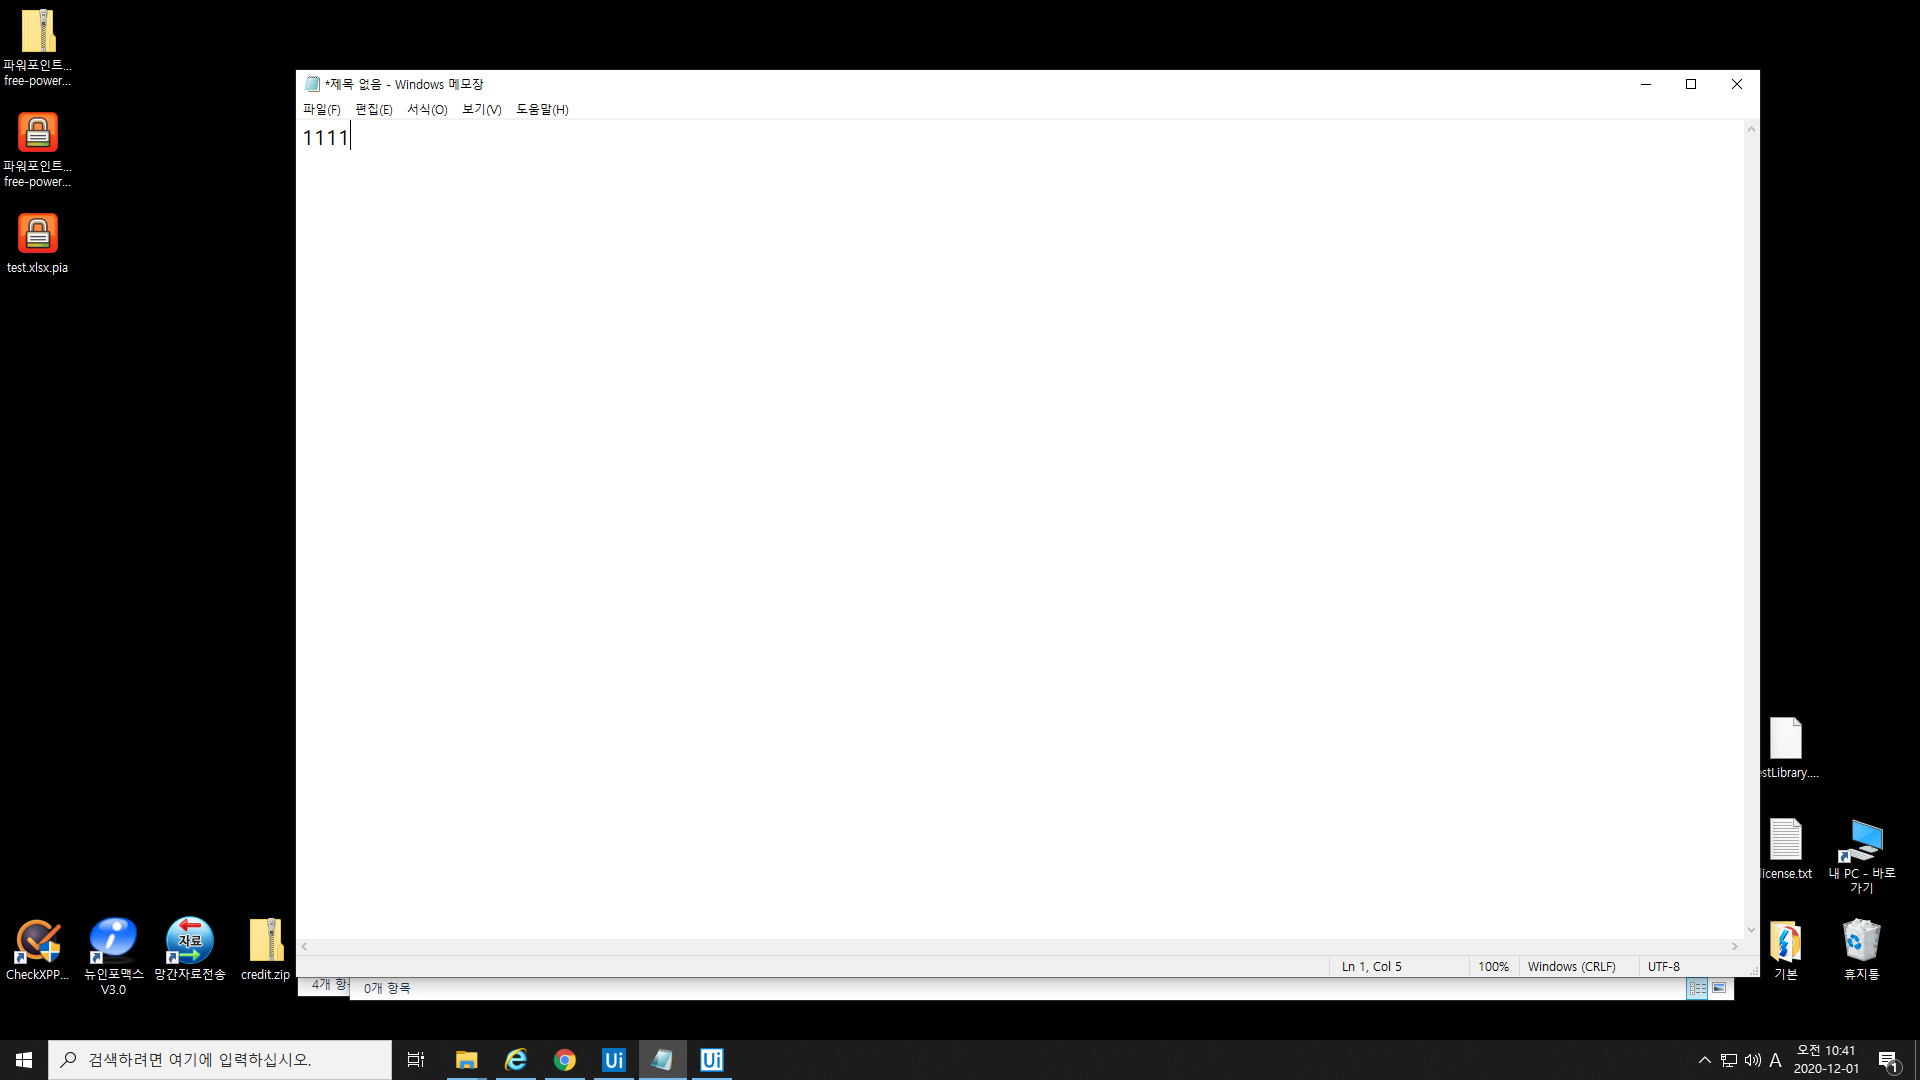 파워포인트...
free-power...
파워포인트...
free-power...
test.xlsx.pia
*제목 없음 - Windows 메모장
파일(F) 편집(E) 서식(O) 보기(V) 도움말(H)
1111
Ln 1, Col 5
100%
Windows (CRLF)
UTF-8
4개 항
0개 항목
estLibrary....
license.txt
내 PC - 바로
가기
CheckXPP...
뉴인포맥스
V3.0
자료
망간자료전송
credit.zip
기본
휴지통
검색하려면 여기에 입력하십시오.
Ui
Ui
A
오전 10:41
2020-12-01
1